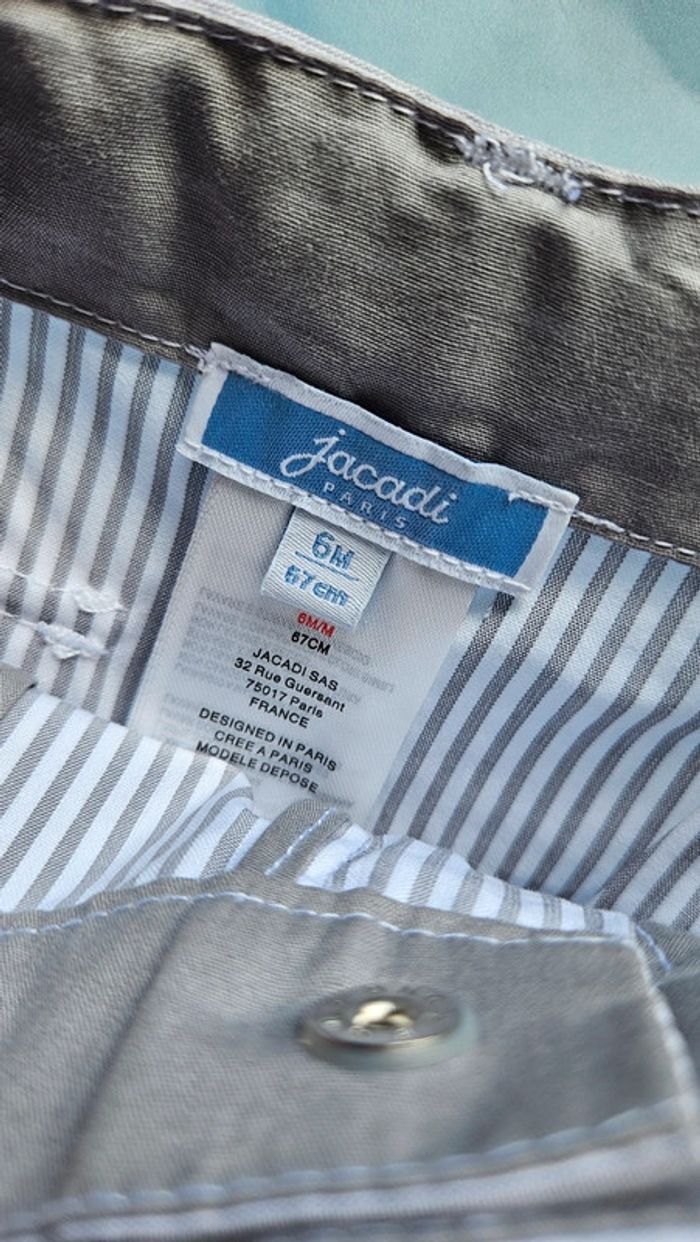 jacadi
PARIS
6M
67cm
6M/M
67CM
JACADI SAS
32 Rue Guersant
75017 Paris
FRANCE
DESIGNED IN PARIS
CREE A PARIS
MODELE DEPOSE